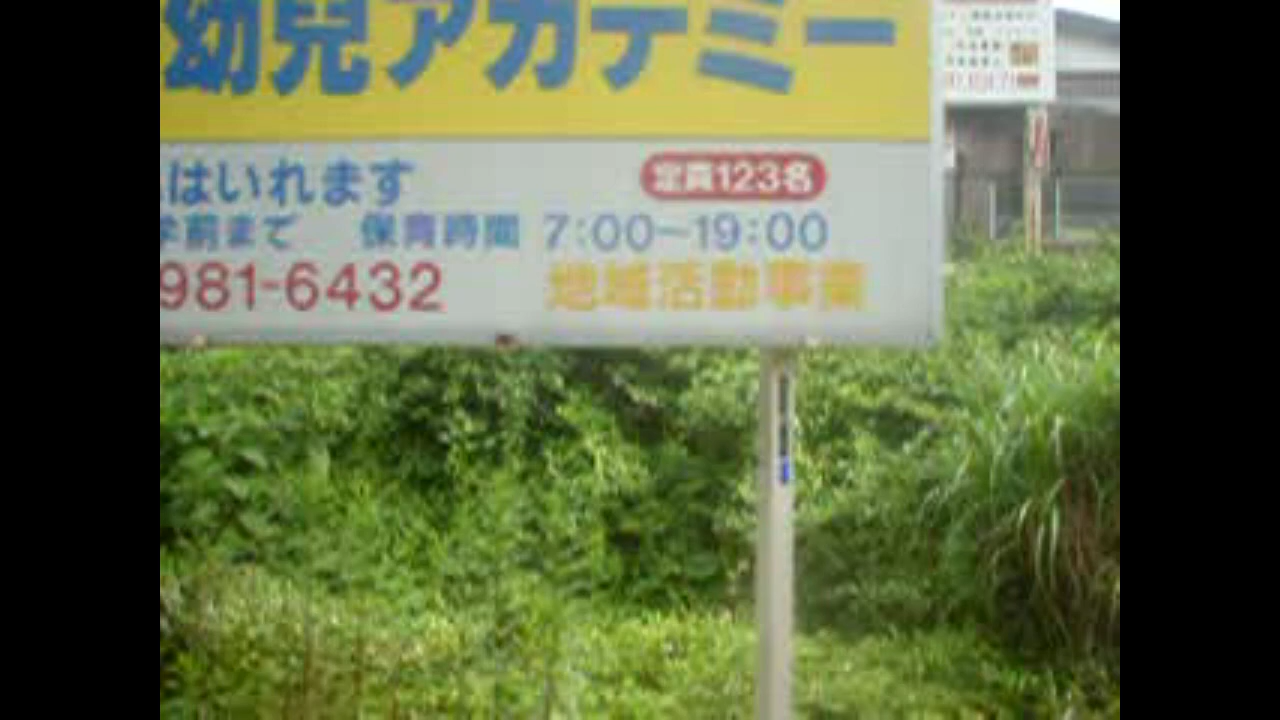 幼児アカデミー
はいれます
定員123名
学前まで 保育時間 7:00―19:00
981-6432
地域活動事業